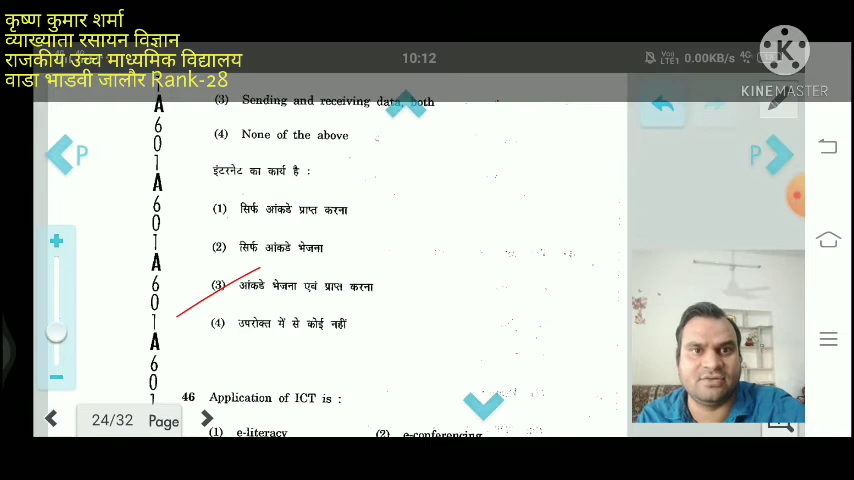 कृष्ण कुमार शर्मा
व्याख्याता रसायन विज्ञान
राजकीय उच्च माध्यमिक विद्यालय
वाडा भाडवी जालौर Rank-28
10:12
Vo) LTE1 0.00KB/s 4G
K
KINEMASTER
(3) Sending and receiving data, both
(4) None of the above
इंटरनेट का कार्य है :
(1) सिर्फ आंकडे प्राप्त करना
(2) सिर्फ आंकडे भेजना
(3) आंकडे भेजना एवं प्राप्त करना
(4) उपरोक्त में से कोई नहीं
46 Application of ICT is :
(1) e-literacy (2) e-conferencing
A
6
0
1
A
6
0
1
A
6
0
1
A
6
0
1
P
P
24/32 Page